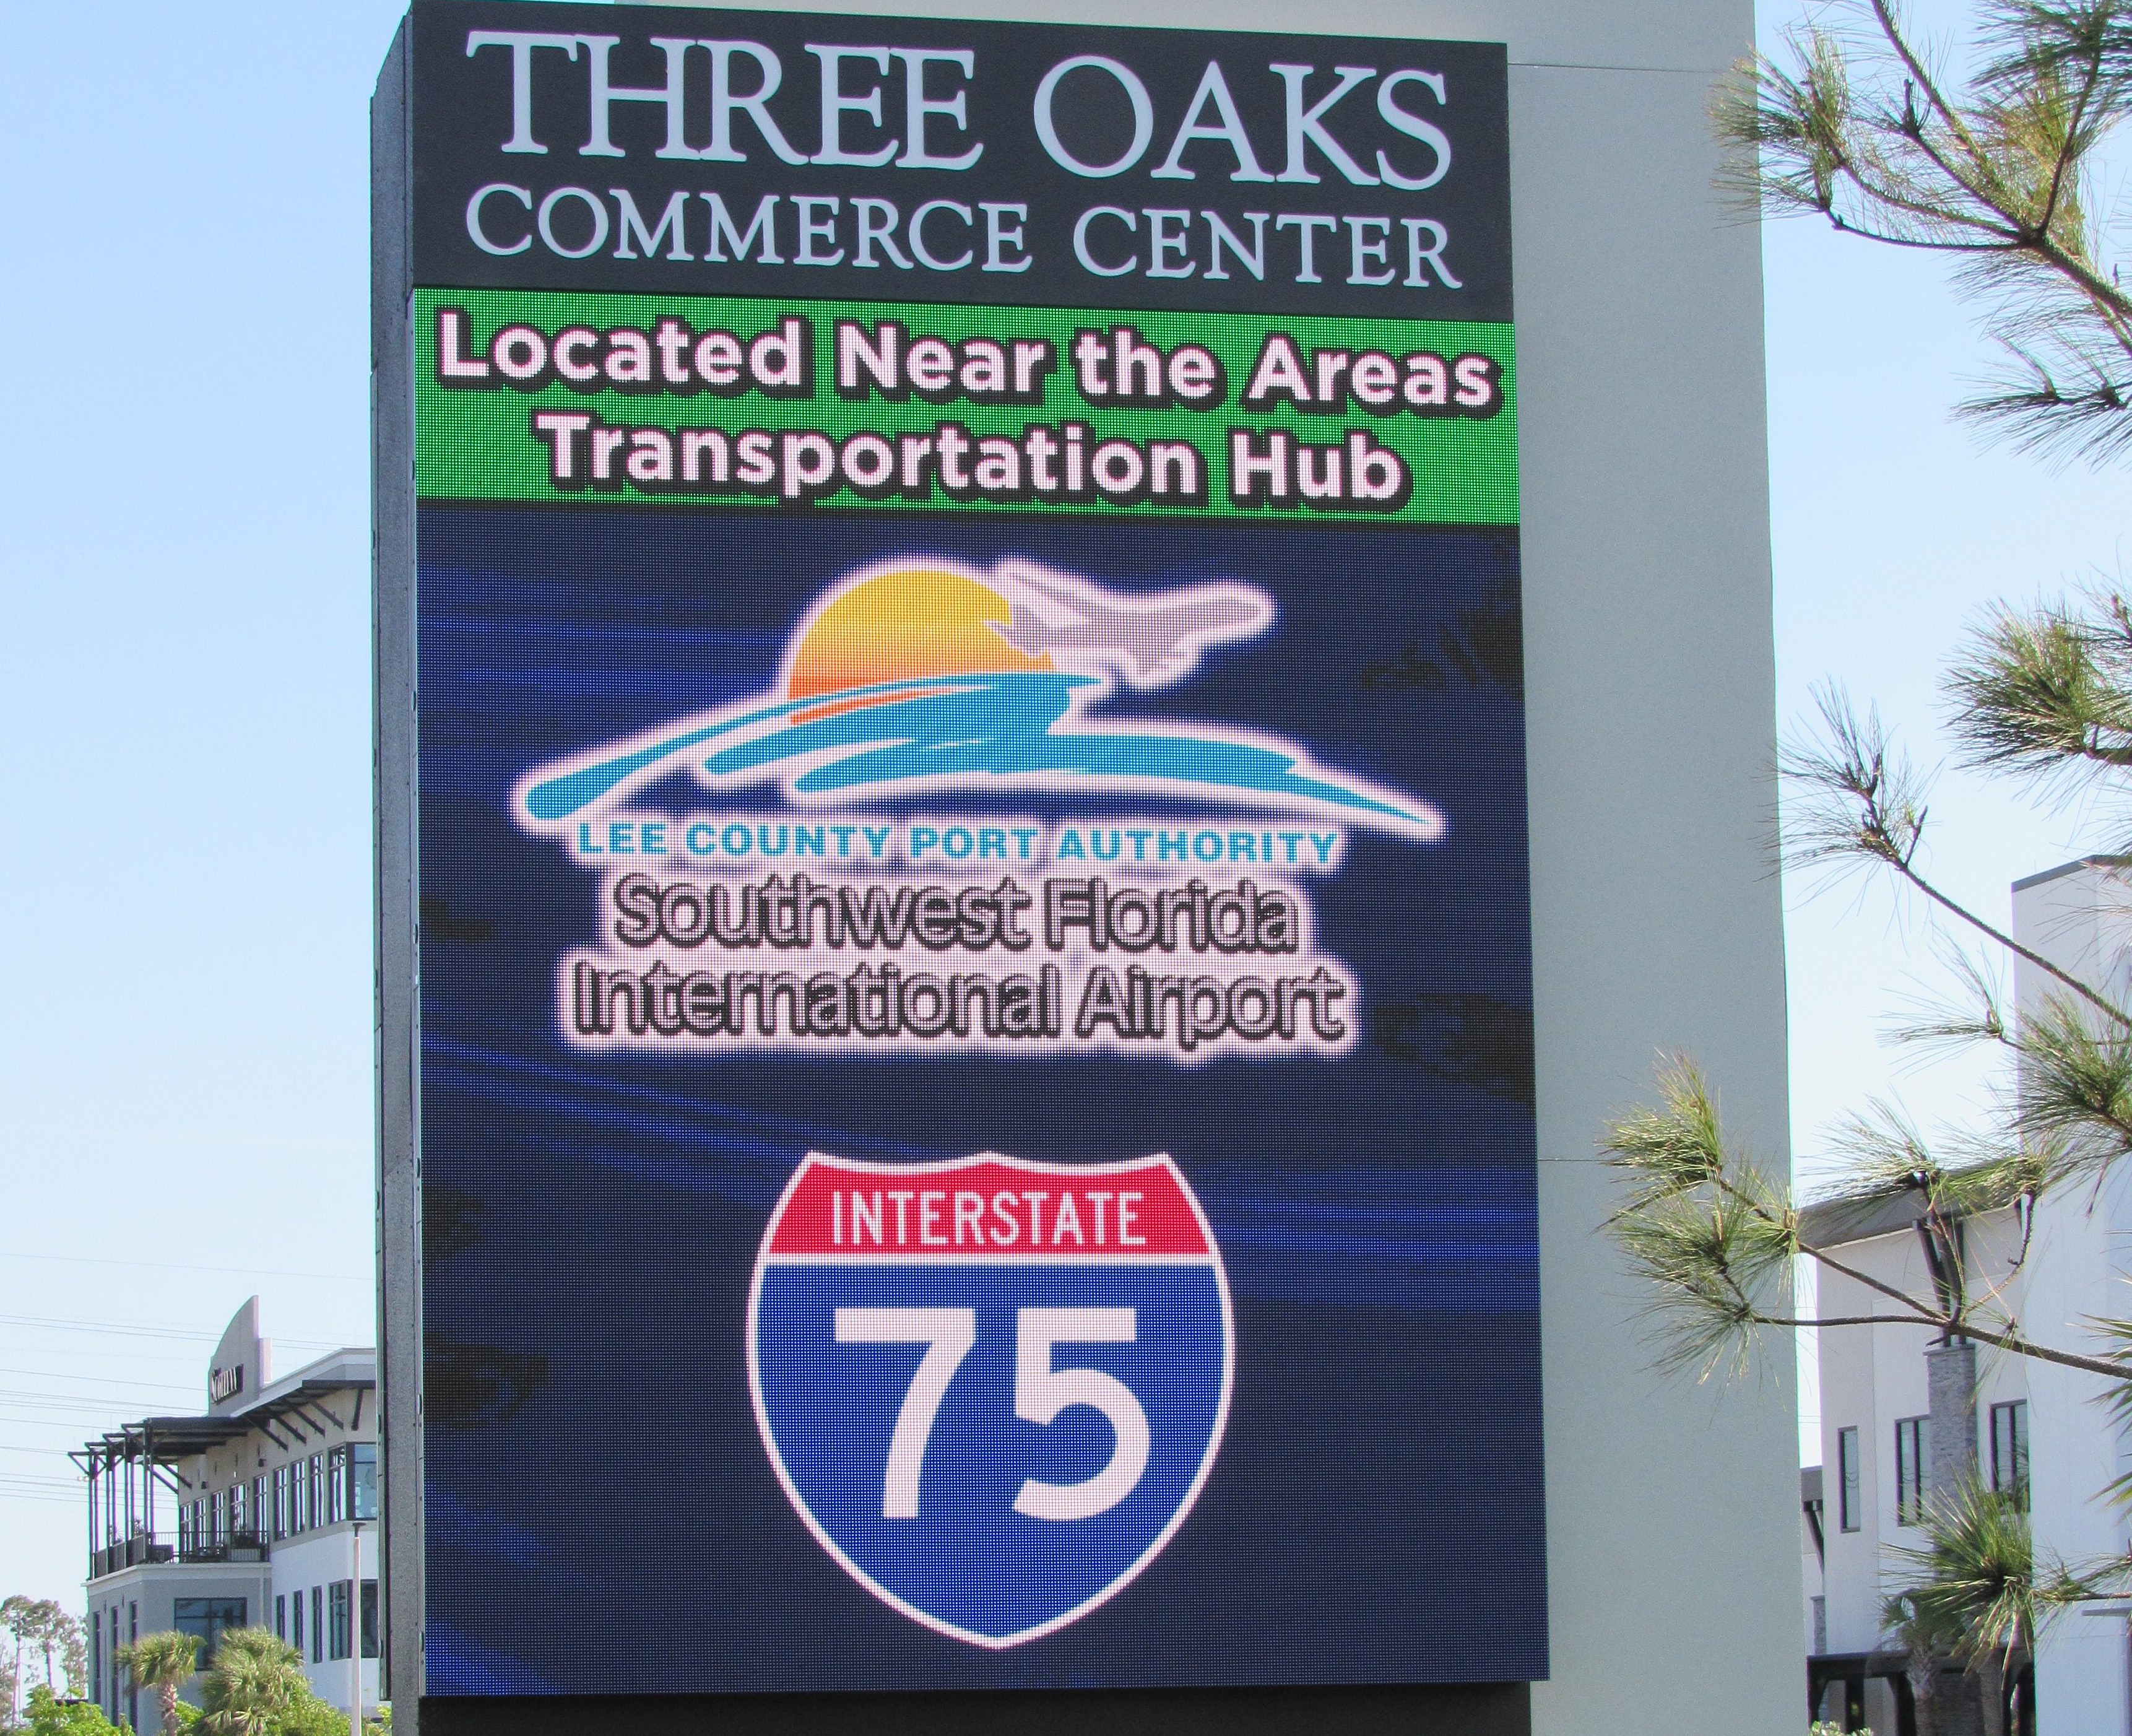 THREE OAKS
COMMERCE CENTER
Located Near the Areas
Transportation Hub
LEE COUNTY PORT AUTHORITY
Southwest Florida
International Airport
INTERSTATE
75